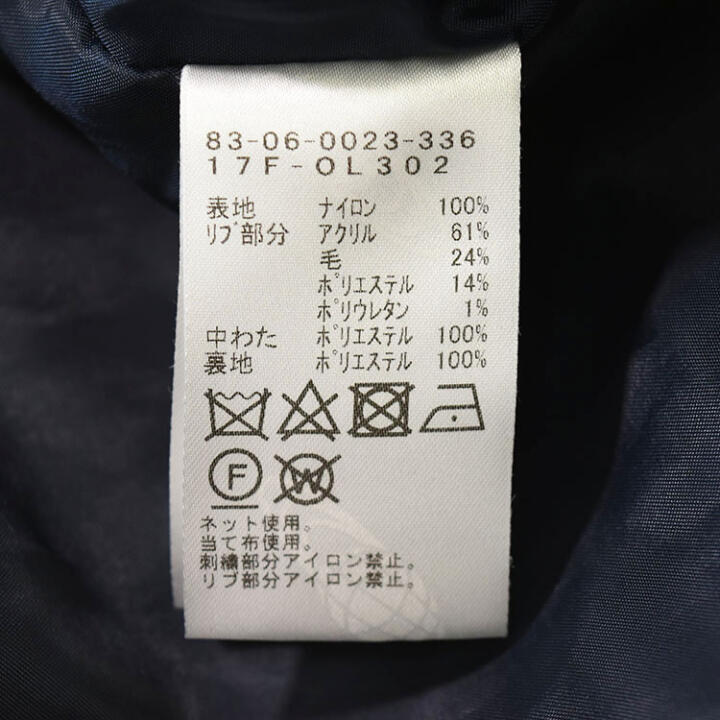 83-06-0023-336
17F-OL302
表地 ナイロン 100%
リブ部分 アクリル 61%
毛 24%
ポリエステル 14%
ポリウレタン 1%
中わた ポリエステル 100%
裏地 ポリエステル 100%
F W
ネット使用。
当て布使用。
刺繍部分アイロン禁止。
リブ部分アイロン禁止。